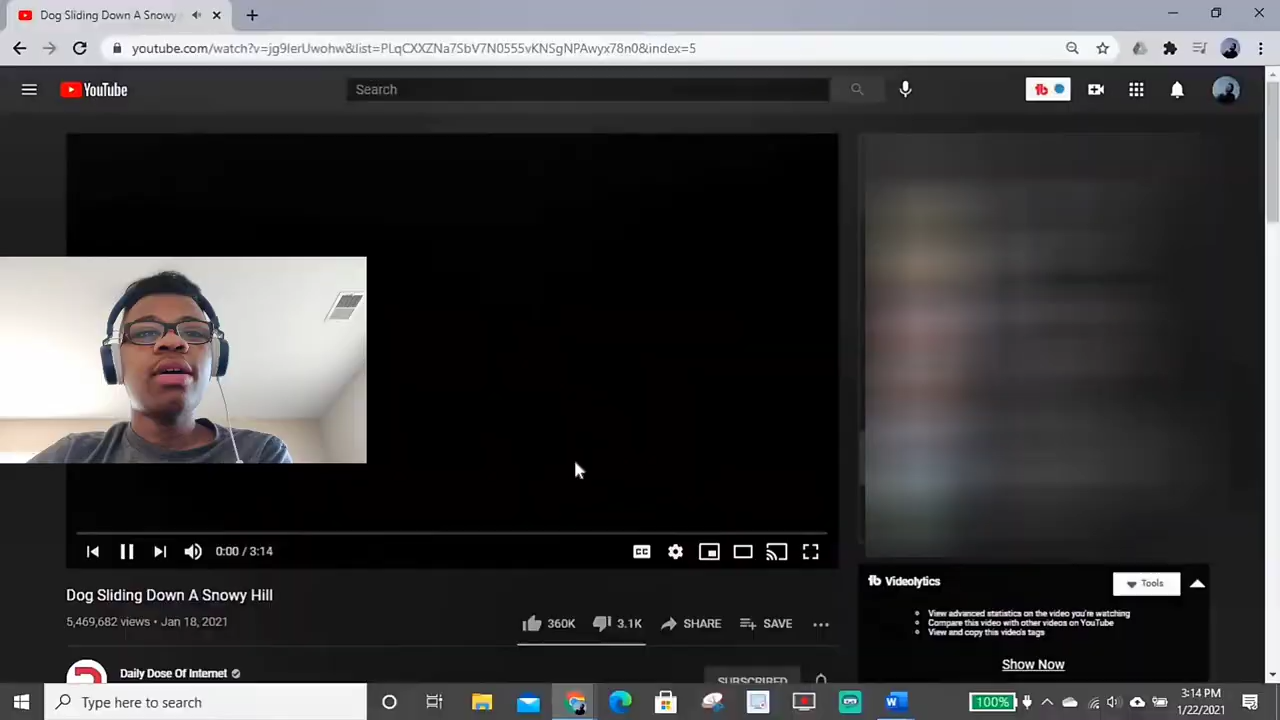 Dog Sliding Down A Snowy
youtube.com/watch?v=jg9IerUwohw&list=PLqCXXZNa7SbV7N0555vKNSgNPAwyx78n0&index=5
YouTube
Search
0:00 / 3:14
CC
Dog Sliding Down A Snowy Hill
5,469,682 views • Jan 18, 2021
360K
3.1K
SHARE
SAVE
Daily Dose Of Internet
SUBSCRIBED
Videolytics
Tools
View advanced statistics on the video you're watching
Compare this video with other videos on YouTube
View and copy this video's tags
Show Now
Type here to search
100%
3:14 PM
1/22/2021